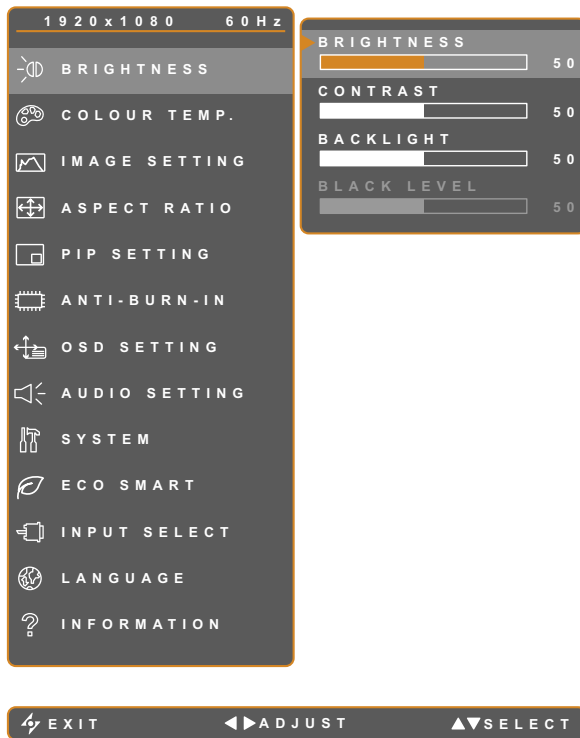 1920x1080 60Hz
BRIGHTNESS
COLOUR TEMP.
IMAGE SETTING
ASPECT RATIO
PIP SETTING
ANTI-BURN-IN
OSD SETTING
AUDIO SETTING
SYSTEM
ECO SMART
INPUT SELECT
LANGUAGE
INFORMATION
BRIGHTNESS
50
CONTRAST
50
BACKLIGHT
50
BLACK LEVEL
50
EXIT ◀▶ADJUST ▲▼SELECT